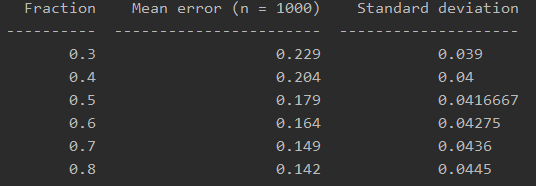 Fraction Mean error (n = 1000) Standard deviation
---------- ---------------------- --------------------
0.3 0.229 0.039
0.4 0.204 0.04
0.5 0.179 0.0416667
0.6 0.164 0.04275
0.7 0.149 0.0436
0.8 0.142 0.0445